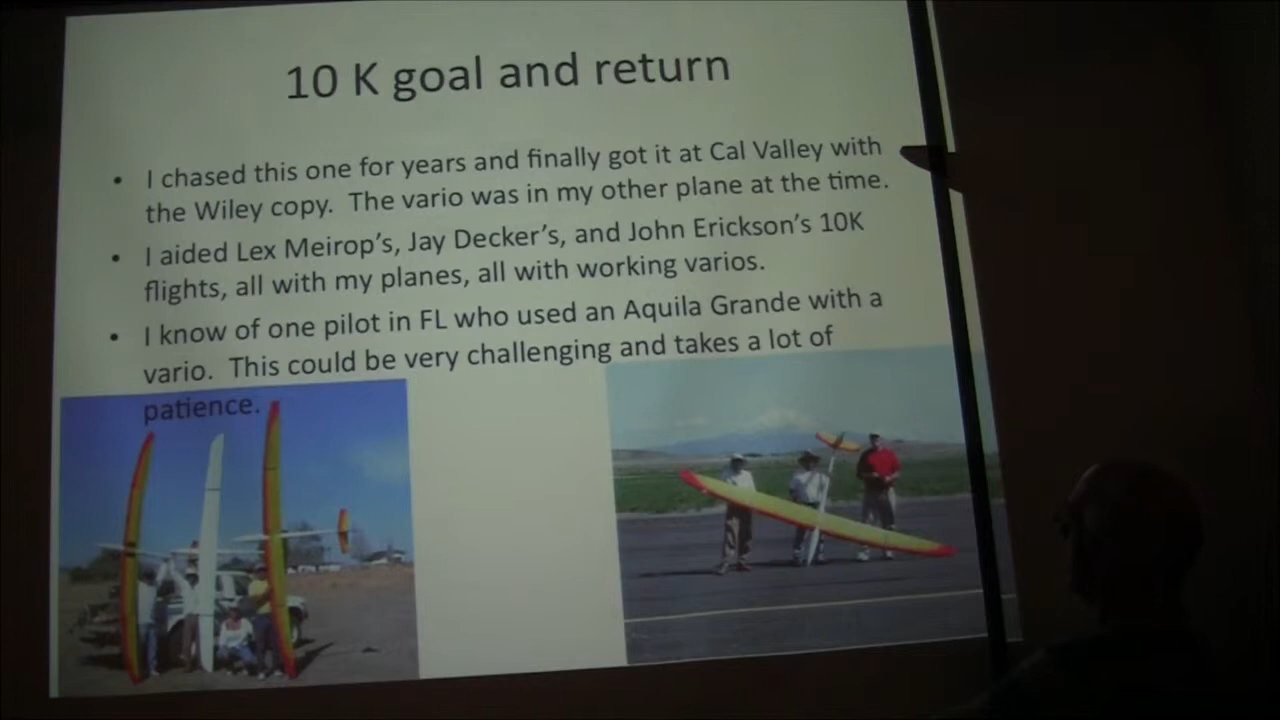 10 K goal and return
• I chased this one for years and finally got it at Cal Valley with
the Wiley copy. The vario was in my other plane at the time.
• I aided Lex Meirop's, Jay Decker's, and John Erickson's 10K
flights, all with my planes, all with working varios.
• I know of one pilot in FL who used an Aquila Grande with a
vario. This could be very challenging and takes a lot of
patience.